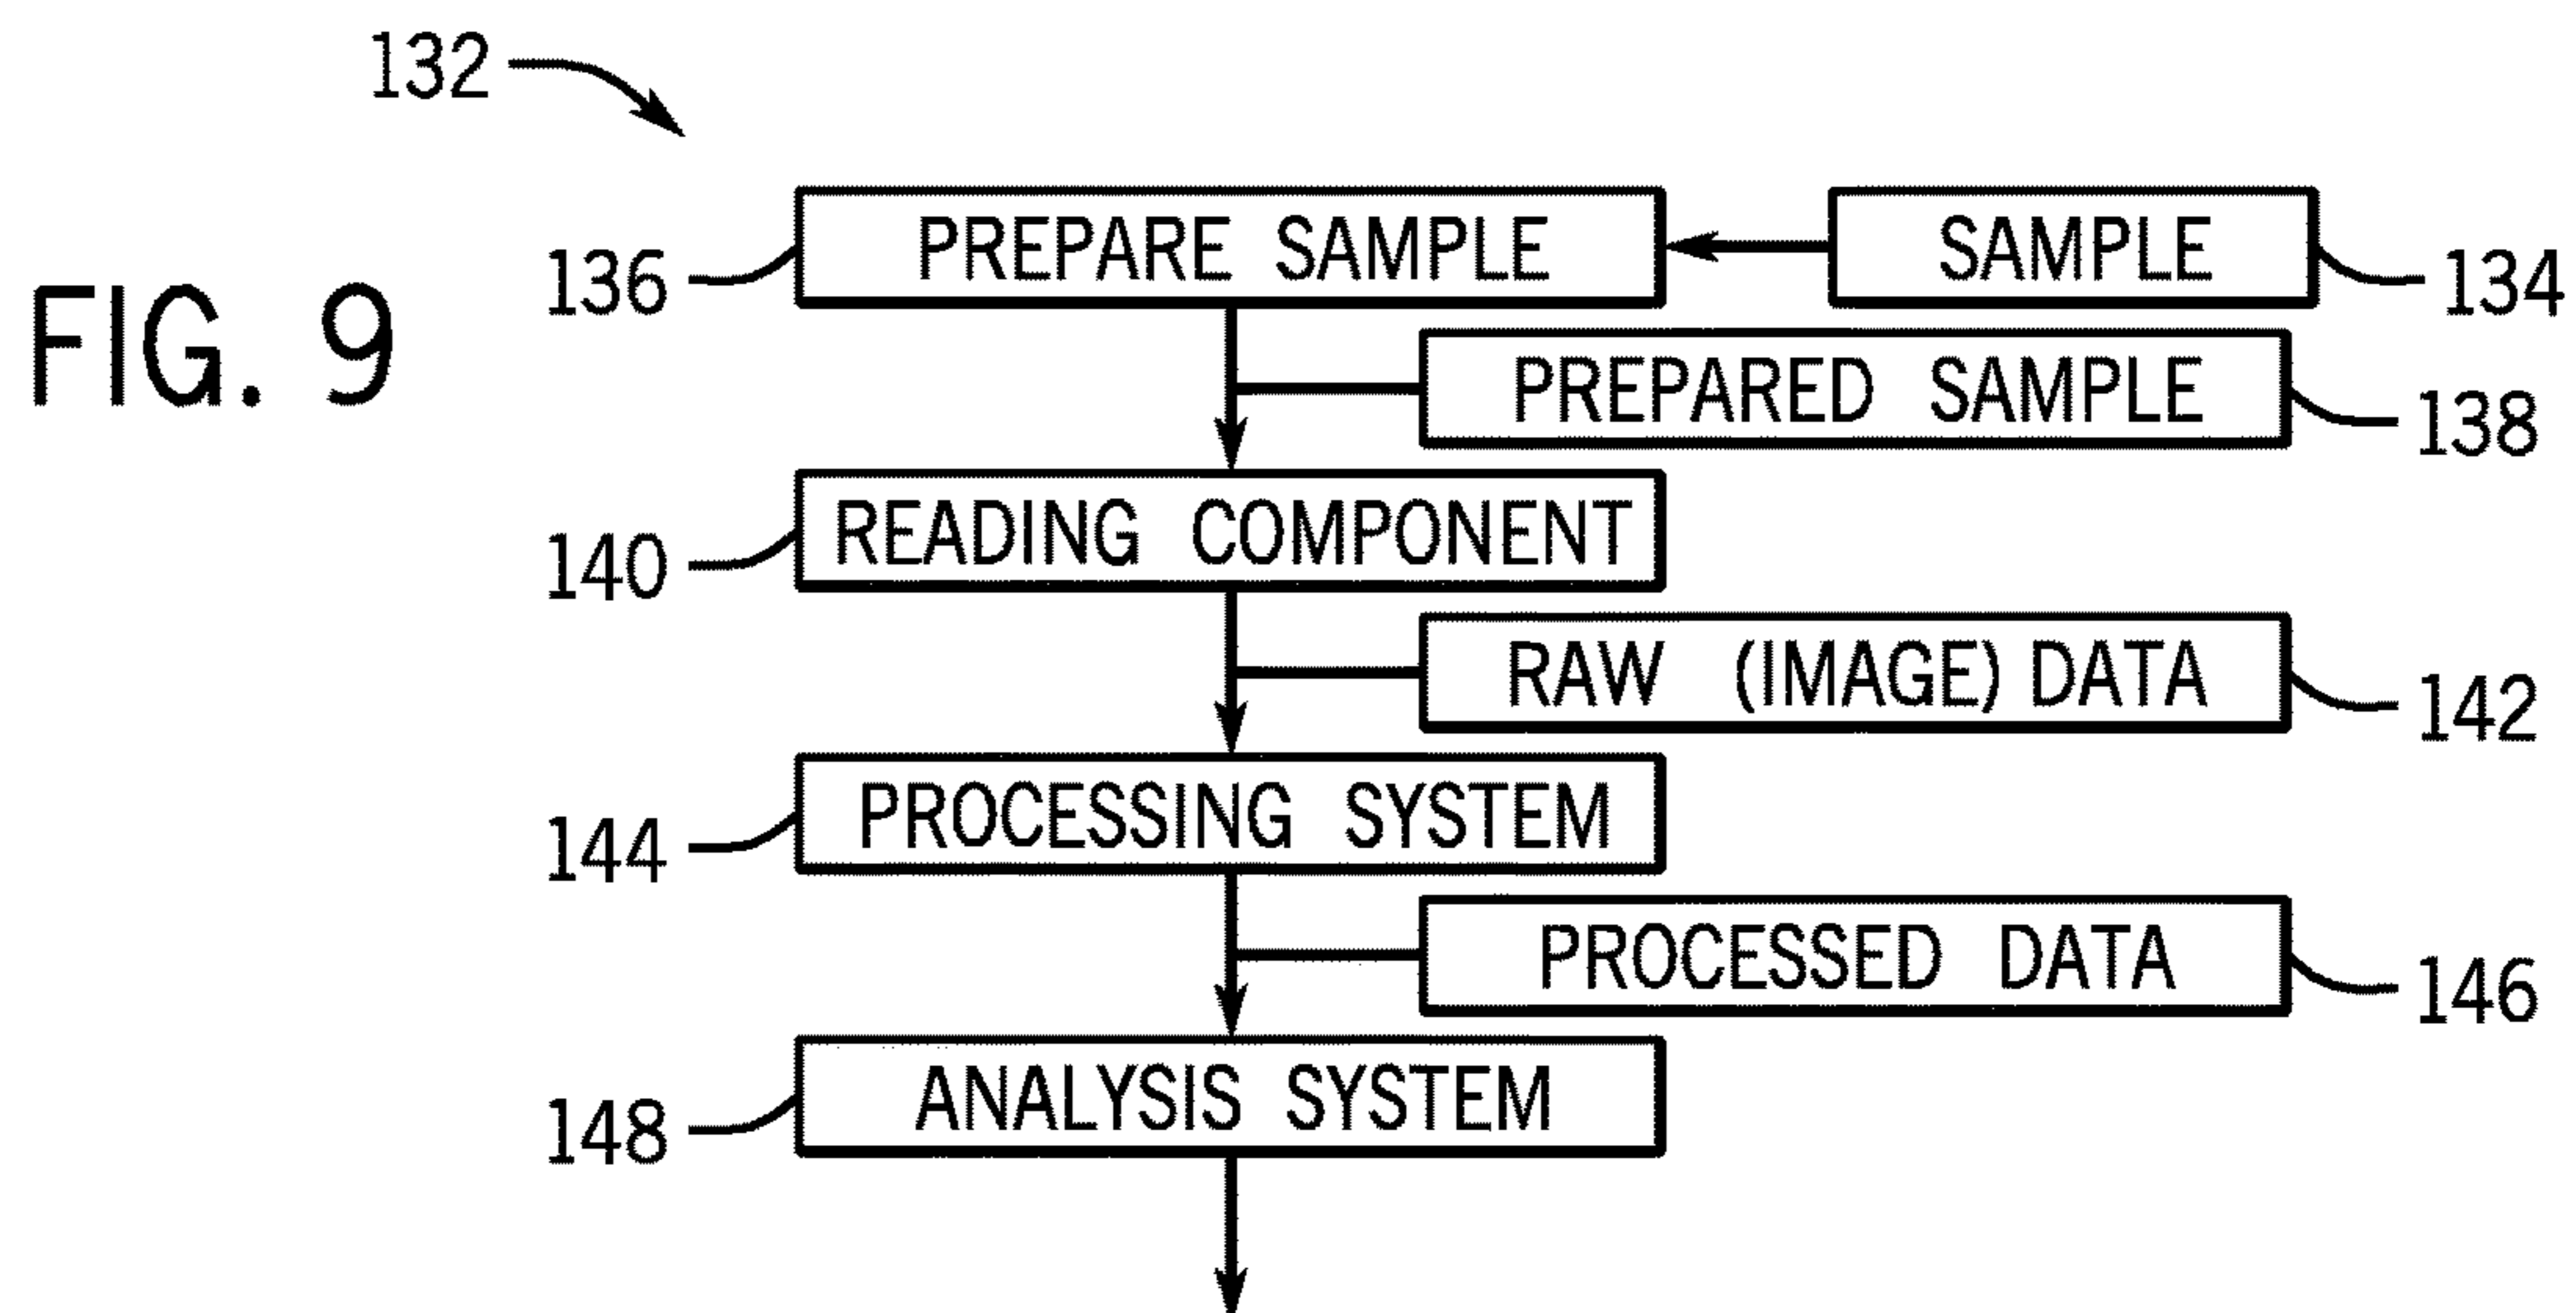 132
FIG. 9
136 PREPARE SAMPLE SAMPLE 134
PREPARED SAMPLE 138
140 READING COMPONENT
RAW (IMAGE) DATA 142
144 PROCESSING SYSTEM
PROCESSED DATA 146
148 ANALYSIS SYSTEM